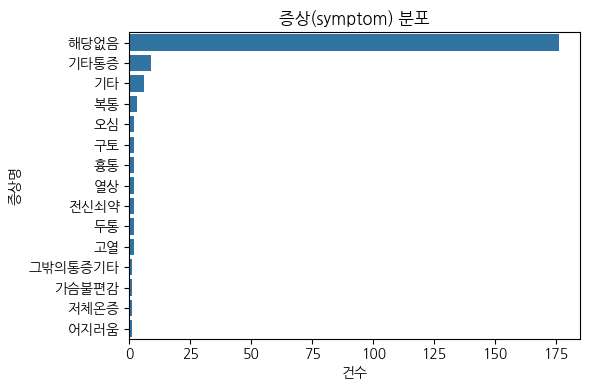 증상(symptom) 분포
해당없음
기타통증
기타
복통
오심
구토
흉통
열상
전신쇠약
두통
고열
그밖의통증기타
가슴불편감
저체온증
어지러움
증상명
0 25 50 75 100 125 150 175
건수